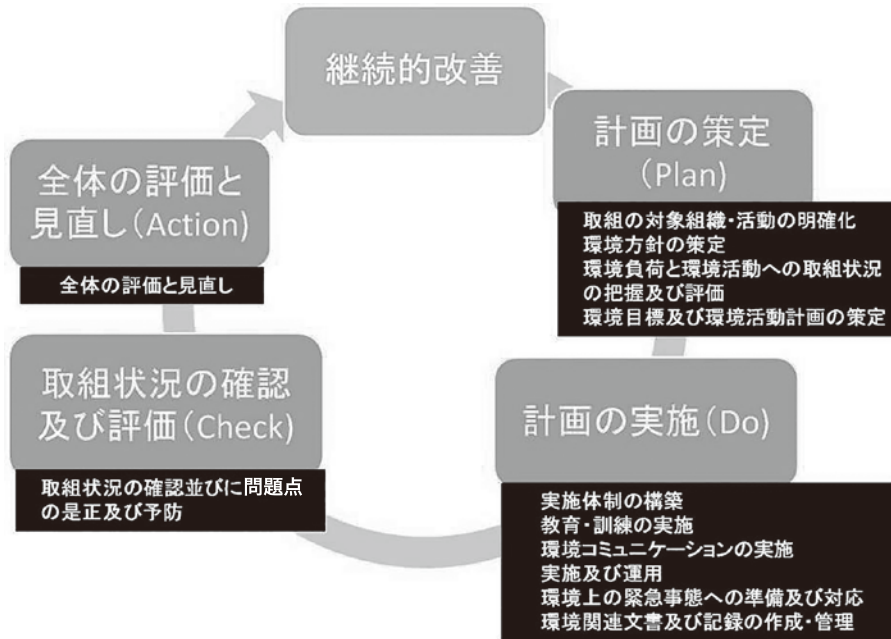 継続的改善
計画の策定
(Plan)
取組の対象組織・活動の明確化
環境方針の策定
環境負荷と環境活動への取組状況
の把握及び評価
環境目標及び環境活動計画の策定
計画の実施(Do)
実施体制の構築
教育・訓練の実施
環境コミュニケーションの実施
実施及び運用
環境上の緊急事態への準備及び対応
環境関連文書及び記録の作成・管理
取組状況の確認
及び評価(Check)
取組状況の確認並びに問題点
の是正及び予防
全体の評価と
見直し(Action)
全体の評価と見直し